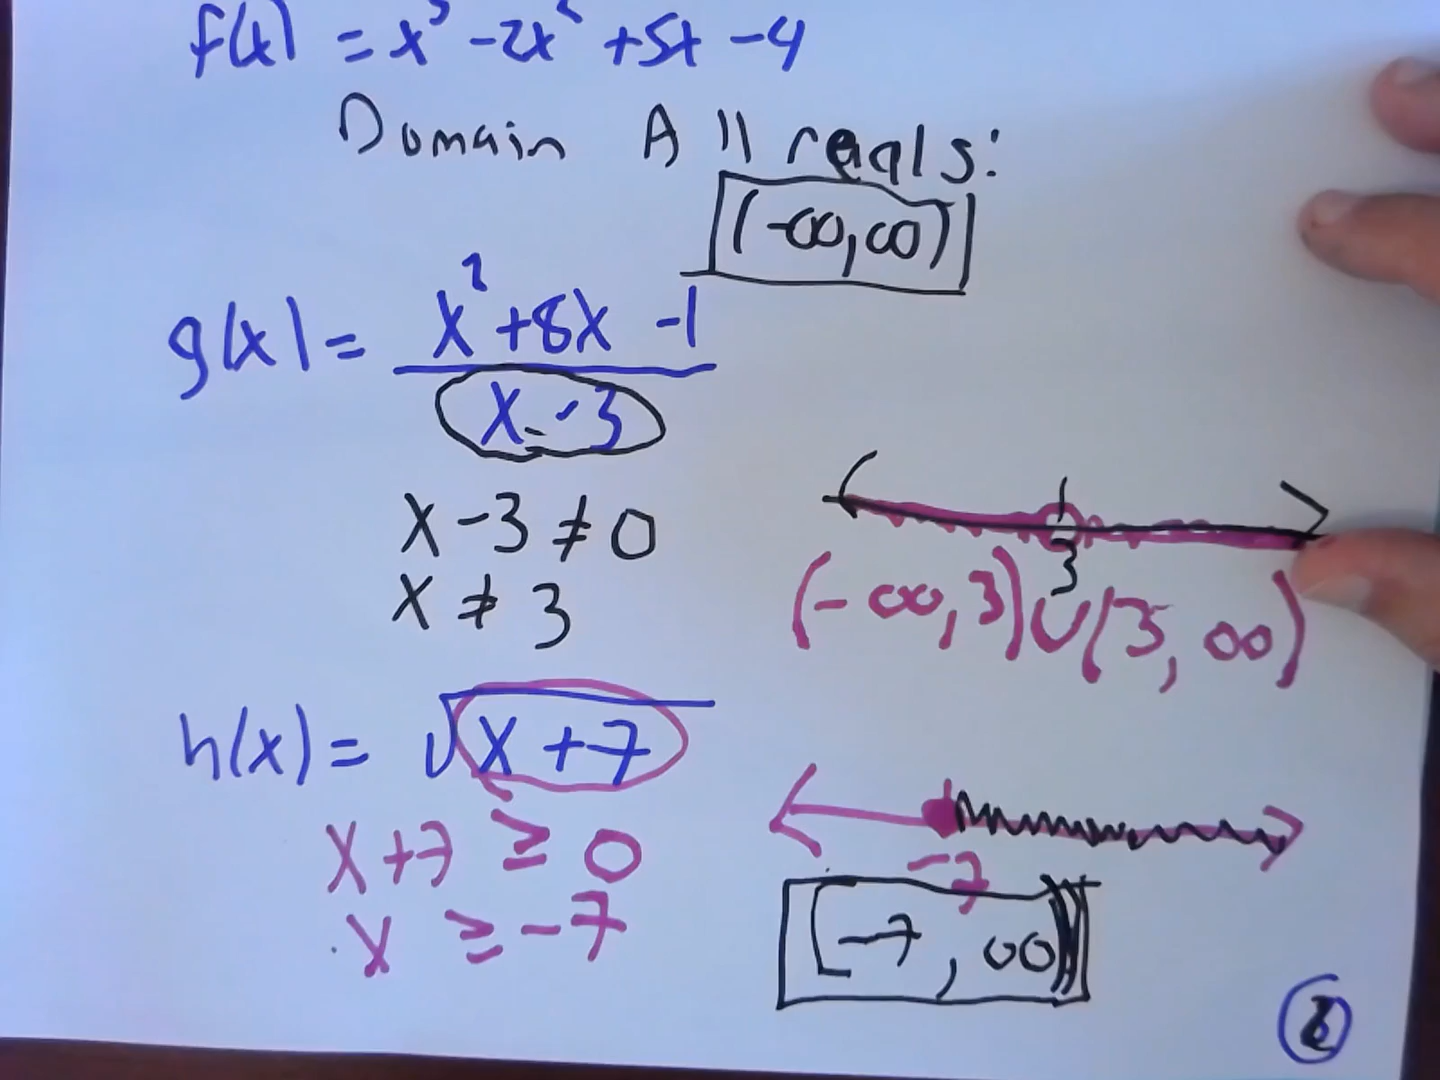 f(x) = x³ - 2x² + 5x - 4
Domain All reals:
(-∞, ∞)
g(x) = x² + 8x - 1
x - 3
x - 3 ≠ 0
x ≠ 3
3
(-∞, 3) ∪ (3, ∞)
h(x) = √x + 7
x + 7 ≥ 0
x ≥ -7
-7
[-7, ∞)